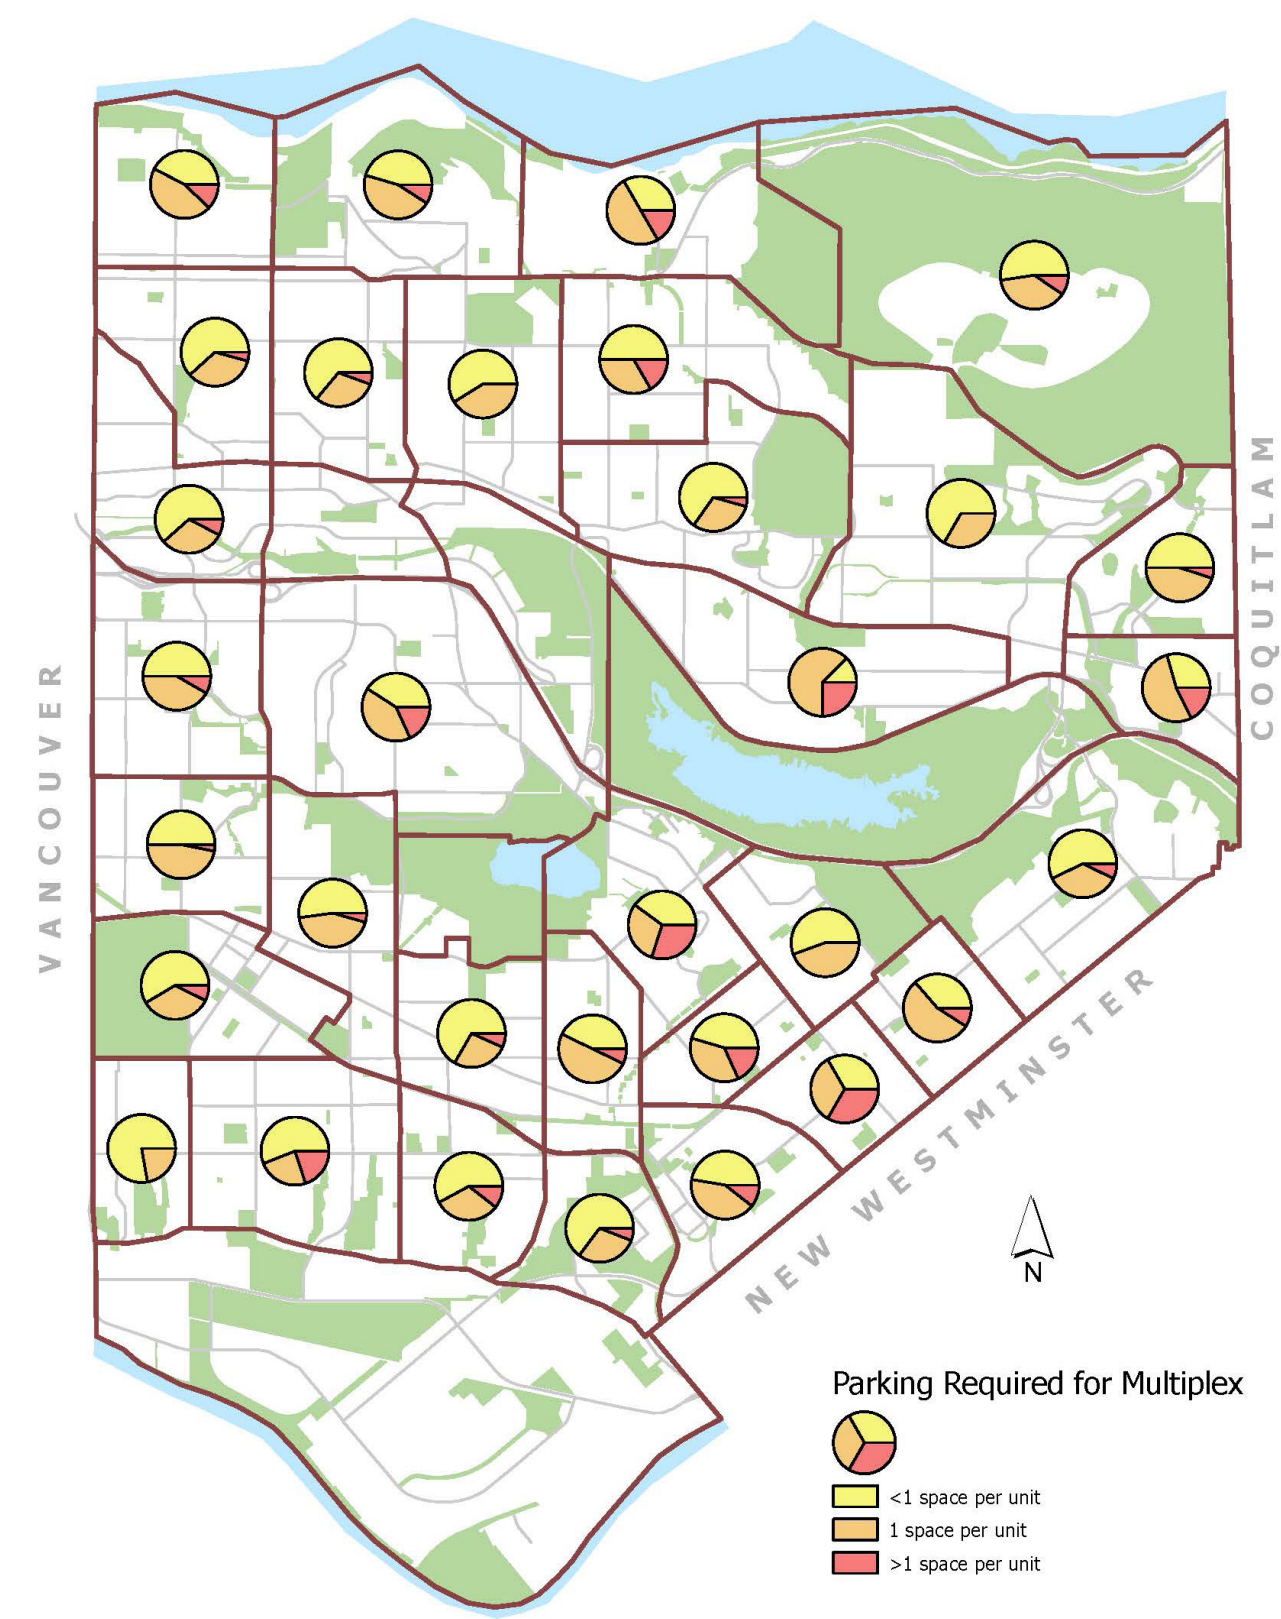 COQUITLAM
VANCOUVER
NEW WESTMINSTER
N
Parking Required for Multiplex
<1 space per unit
1 space per unit
>1 space per unit